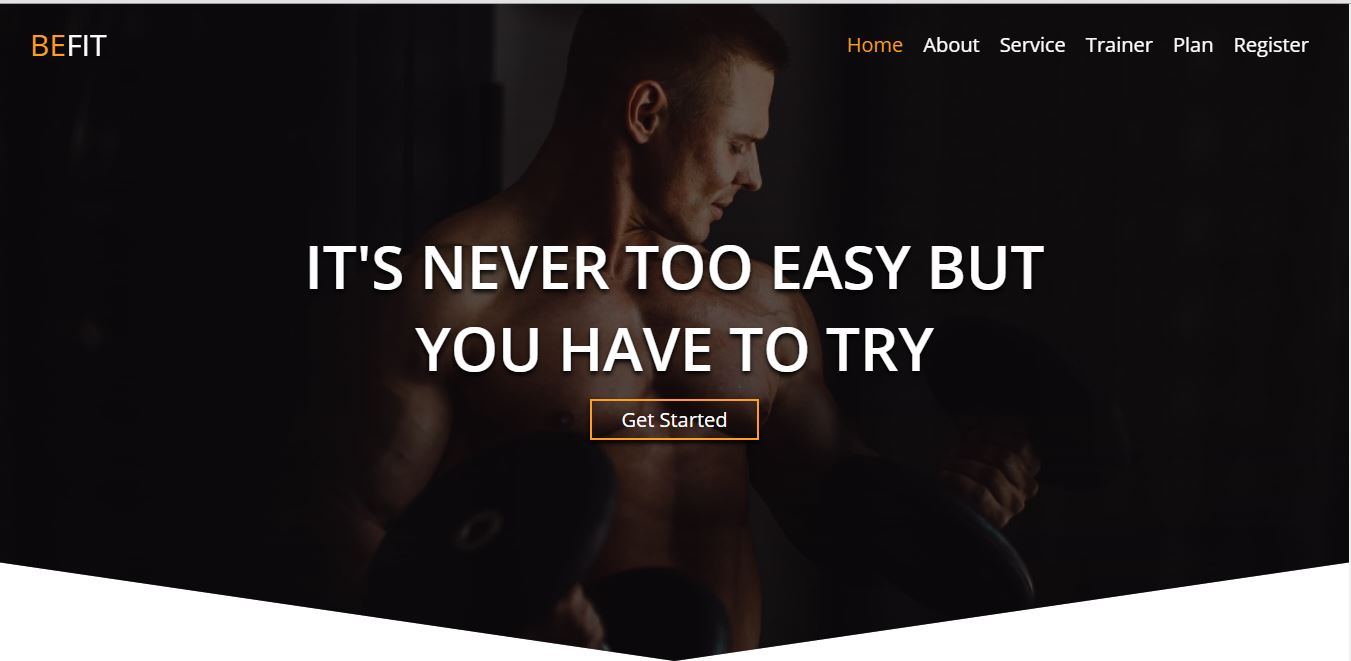 BEFIT
Home About Service Trainer Plan Register
IT'S NEVER TOO EASY BUT
YOU HAVE TO TRY
Get Started